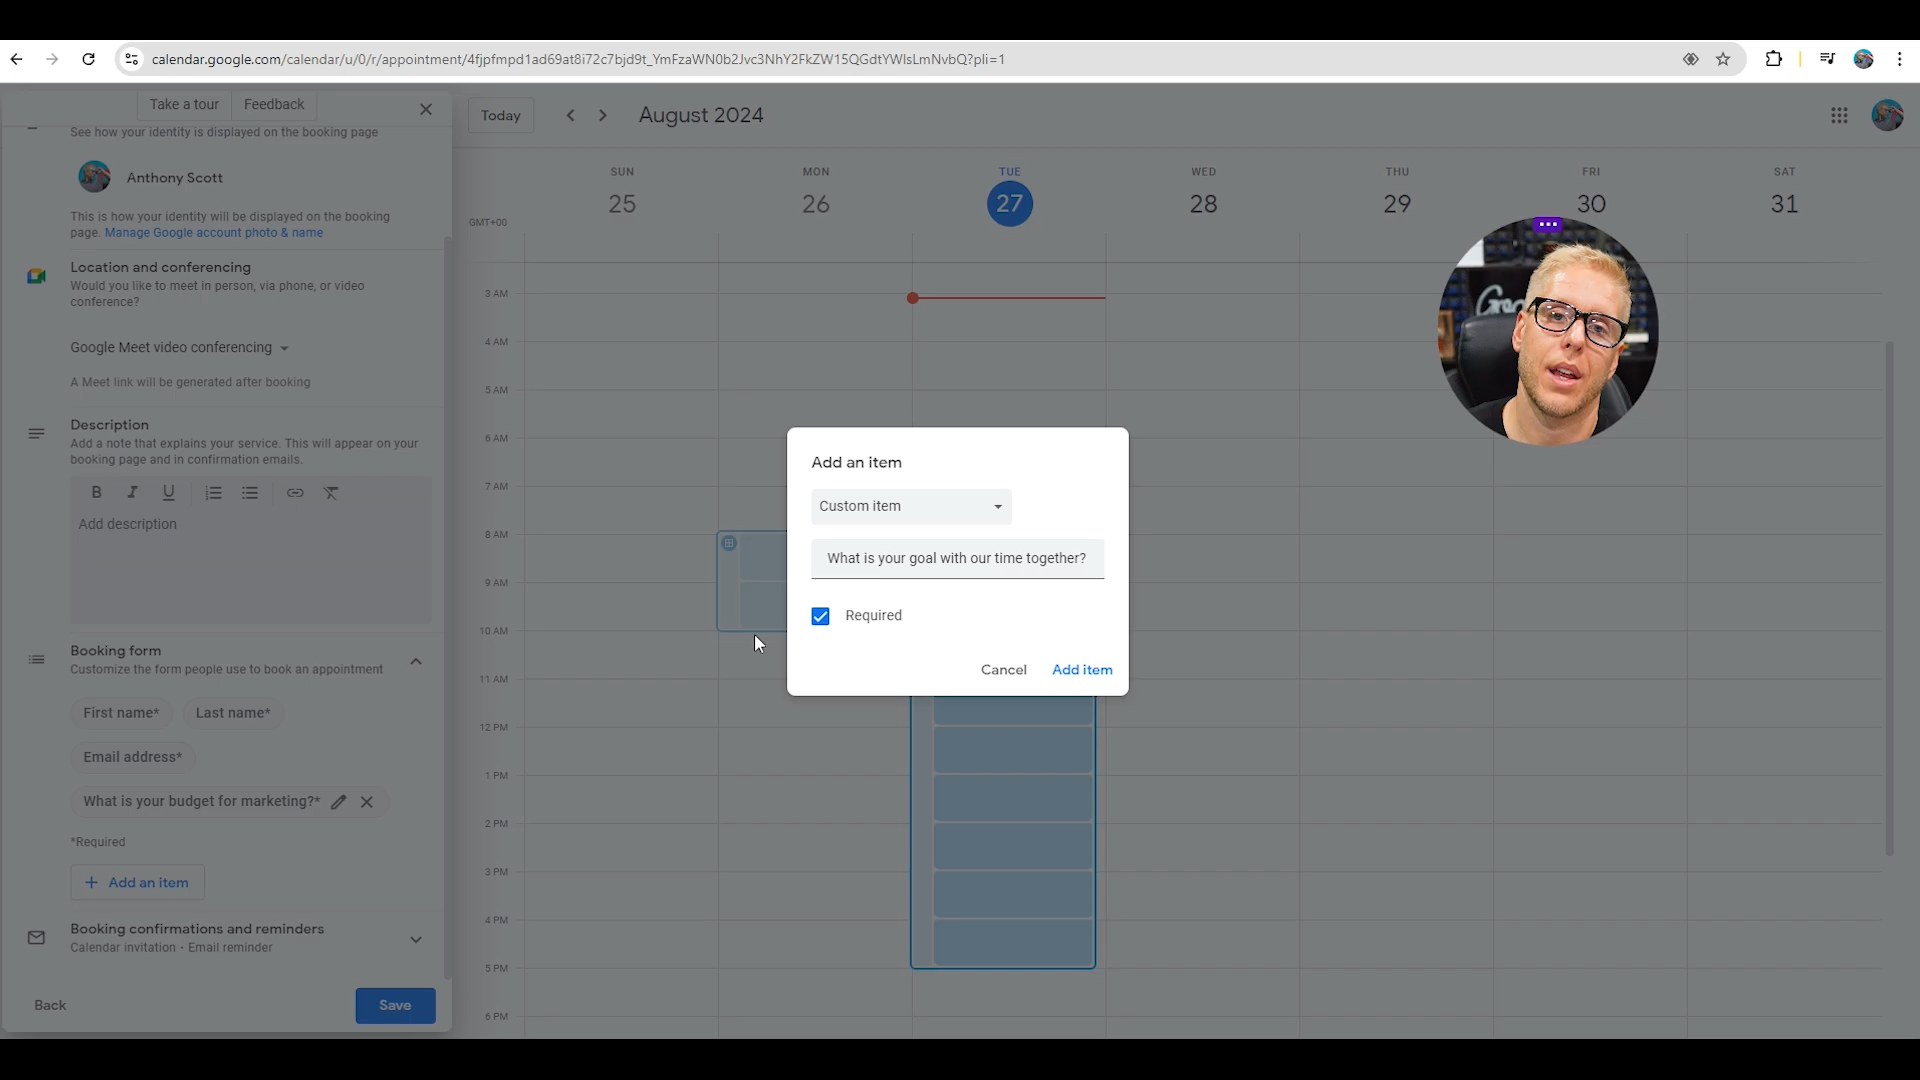 calendar.google.com/calendar/u/0/r/appointment/4fjpfmpd1ad69at8i72c7bjd9t_YmFzaWN0b2Jvc3NhY2FkZW15QGdtYWlsLmNvbQ?pli=1
Take a tour
Feedback
See how your identity is displayed on the booking page
Anthony Scott
This is how your identity will be displayed on the booking
page. Manage Google account photo & name
Location and conferencing
Would you like to meet in person, via phone, or video
conference?
Google Meet video conferencing
A Meet link will be generated after booking
Description
Add a note that explains your service. This will appear on your
booking page and in confirmation emails.
B I U
Add description
Booking form
Customize the form people use to book an appointment
First name*
Last name*
Email address*
What is your budget for marketing?*
*Required
+ Add an item
Booking confirmations and reminders
Calendar invitation · Email reminder
Back
Save
Today
August 2024
SUN MON TUE WED THU FRI SAT
25 26 27 28 29 30 31
GMT+00
3 AM
4 AM
5 AM
6 AM
7 AM
8 AM
9 AM
10 AM
11 AM
12 PM
1 PM
2 PM
3 PM
4 PM
5 PM
6 PM
Add an item
Custom item
What is your goal with our time together?
Required
Cancel
Add item